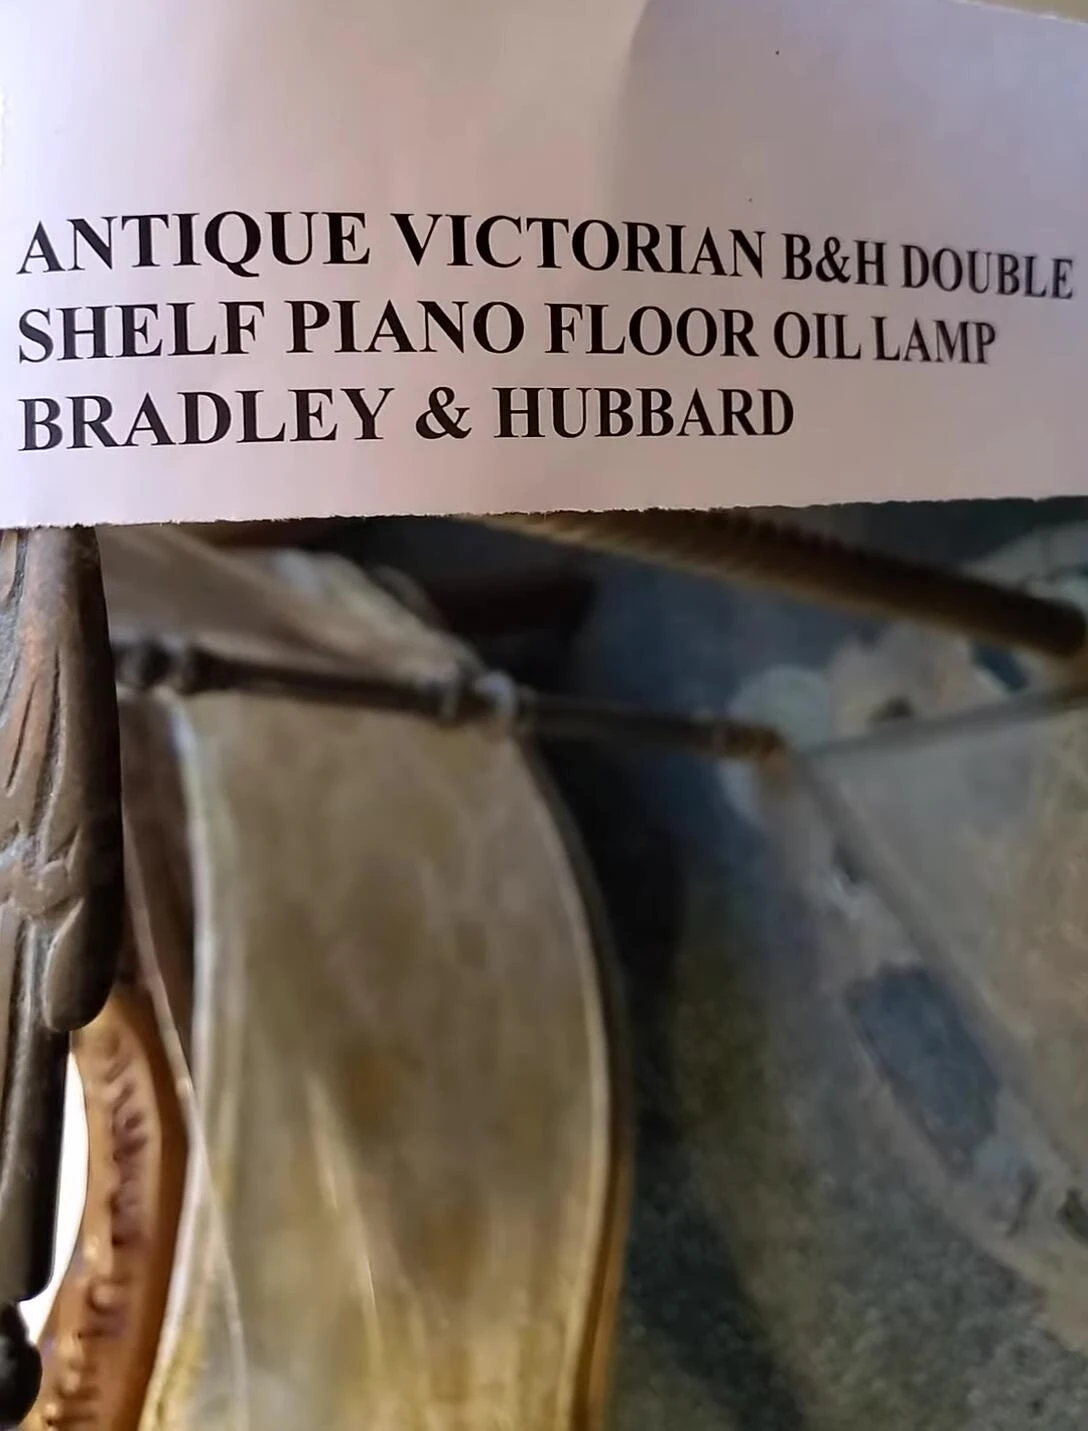 ANTIQUE VICTORIAN B&H DOUBLE
SHELF PIANO FLOOR OIL LAMP
BRADLEY & HUBBARD